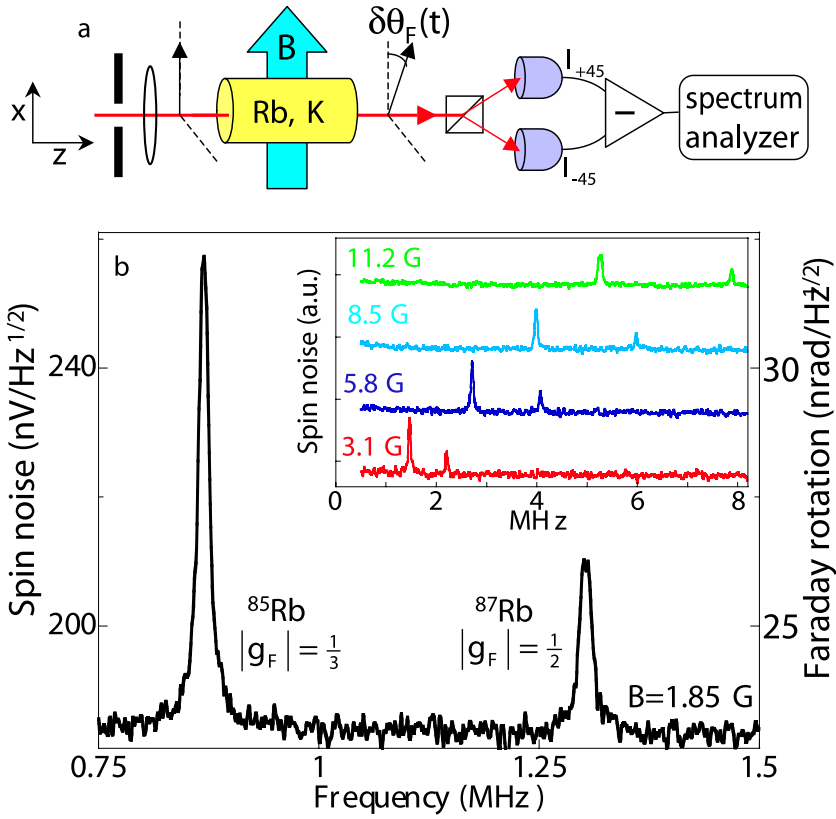 a
δθF(t)
B
I+45
x
Rb, K
−
spectrum
analyzer
z
I-45
b
Spin noise (nV/Hz1/2)
240
200
Spin noise (a.u.)
11.2 G
8.5 G
5.8 G
3.1 G
0 2 4 6 8
MHz
85Rb
|gF| = 1/3
87Rb
|gF| = 1/2
B=1.85 G
30
25
Faraday rotation (nrad/Hz1/2)
0.75 1 1.25 1.5
Frequency (MHz)